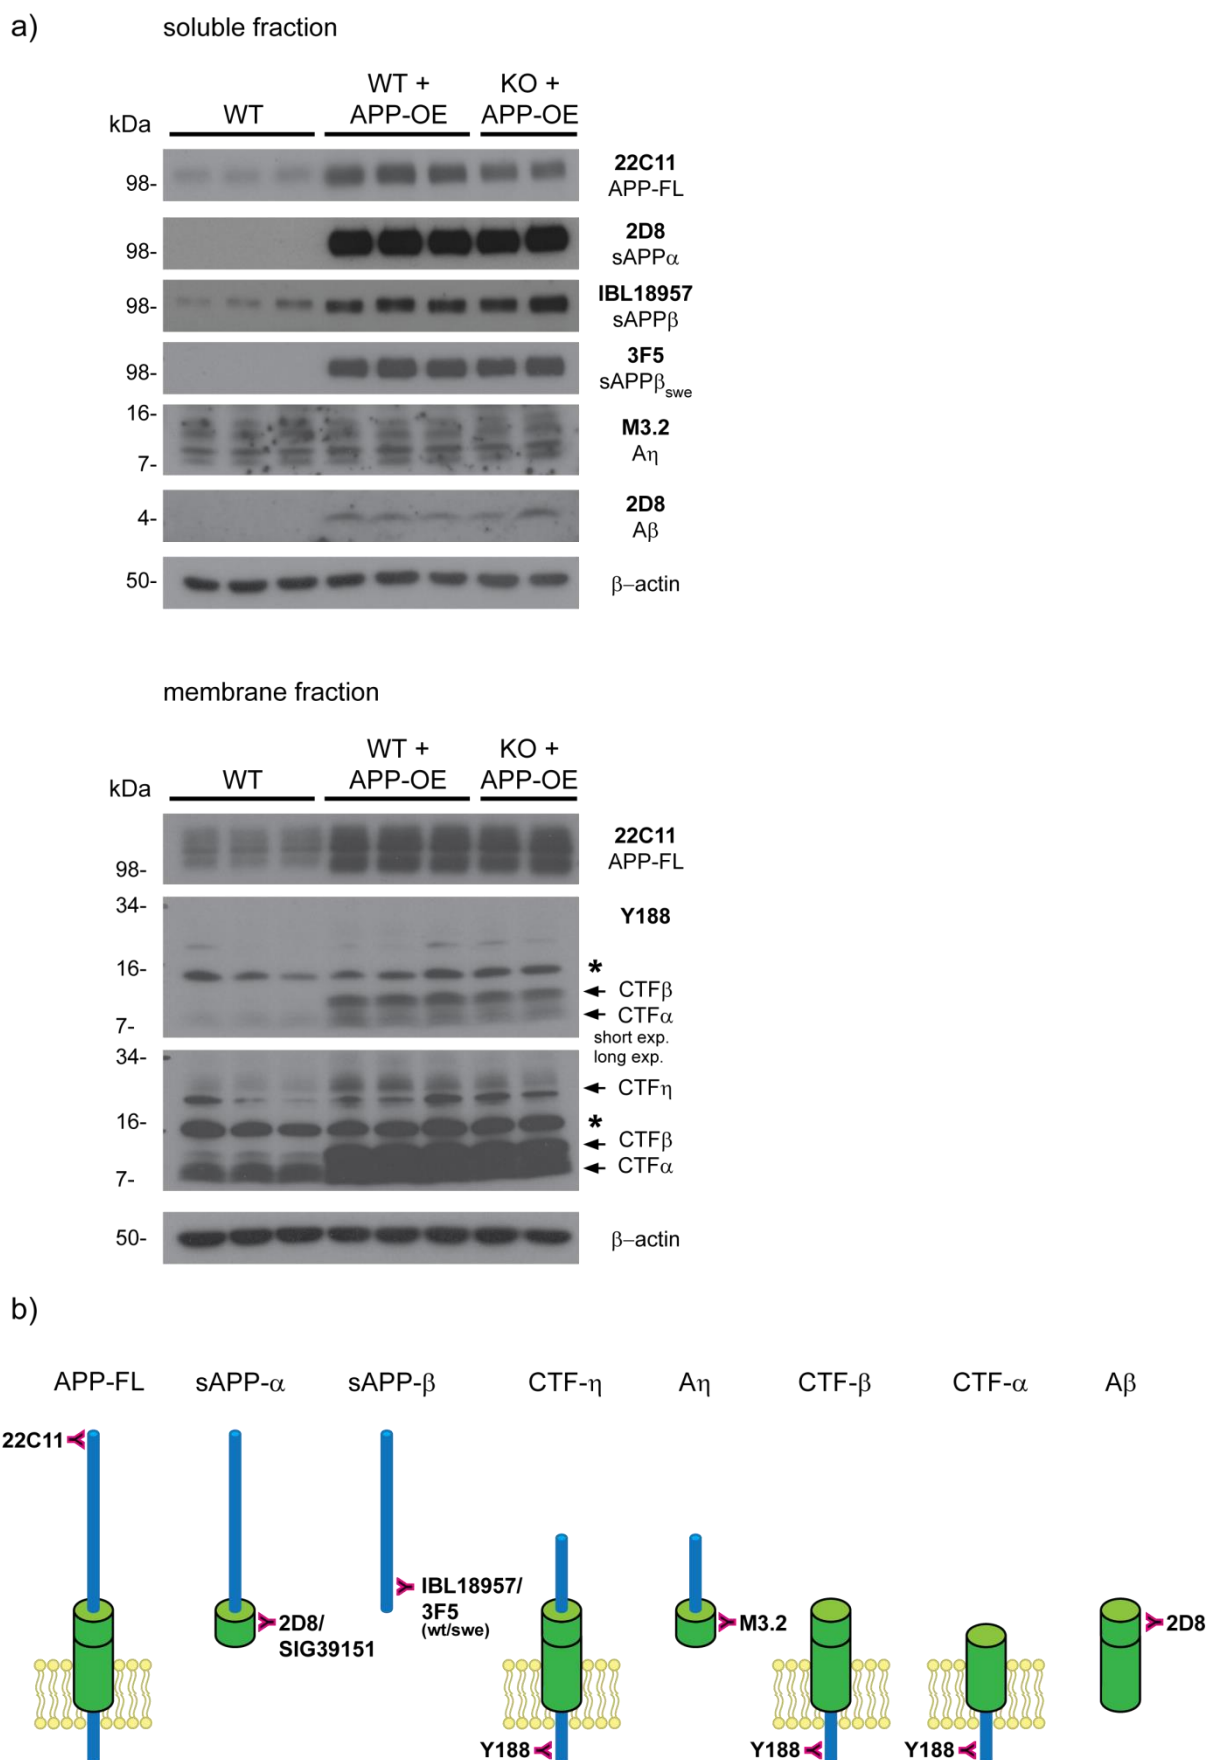 a)
soluble fraction
kDa
WT
WT +
APP-OE
KO +
APP-OE
98-
22C11
APP-FL
98-
2D8
sAPPα
98-
IBL18957
sAPPβ
98-
3F5
sAPPβswe
16-
7-
M3.2
Aη
4-
2D8
Aβ
50-
β–actin
membrane fraction
kDa
WT
WT +
APP-OE
KO +
APP-OE
98-
22C11
APP-FL
34-
Y188
16-
*
CTFβ
CTFα
7-
short exp.
long exp.
34-
CTFη
16-
*
CTFβ
CTFα
7-
50-
β–actin
b)
APP-FL sAPP-α sAPP-β CTF-η Aη CTF-β CTF-α Aβ
22C11
2D8/
SIG39151
IBL18957/
3F5
(wt/swe)
M3.2
2D8
Y188
Y188
Y188